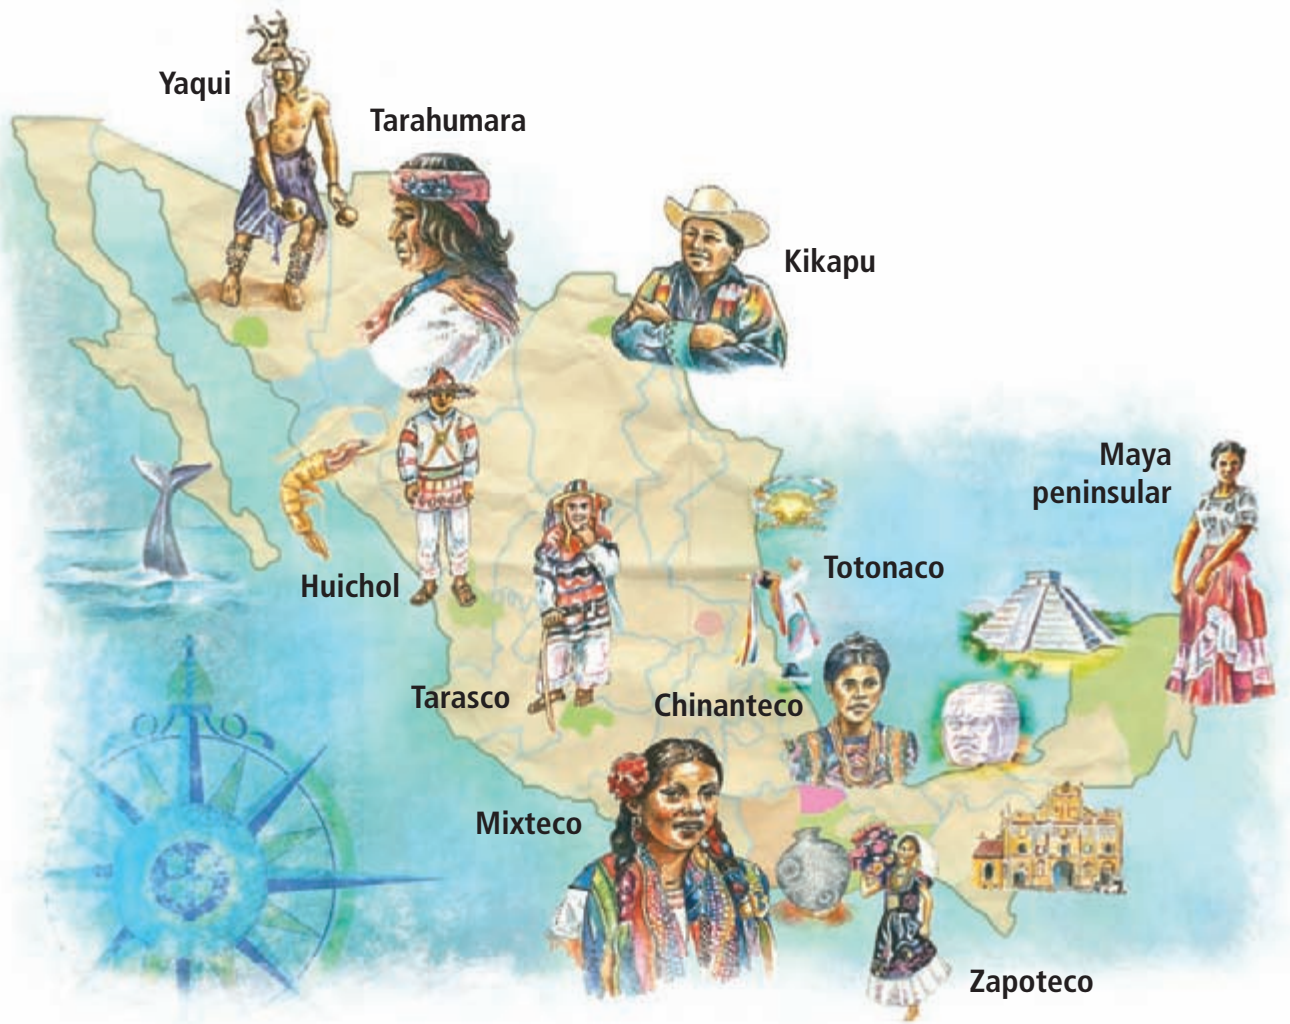 Yaqui
Tarahumara
Kikapu
Maya
peninsular
Totonaco
Huichol
Tarasco
Chinanteco
Mixteco
Zapoteco